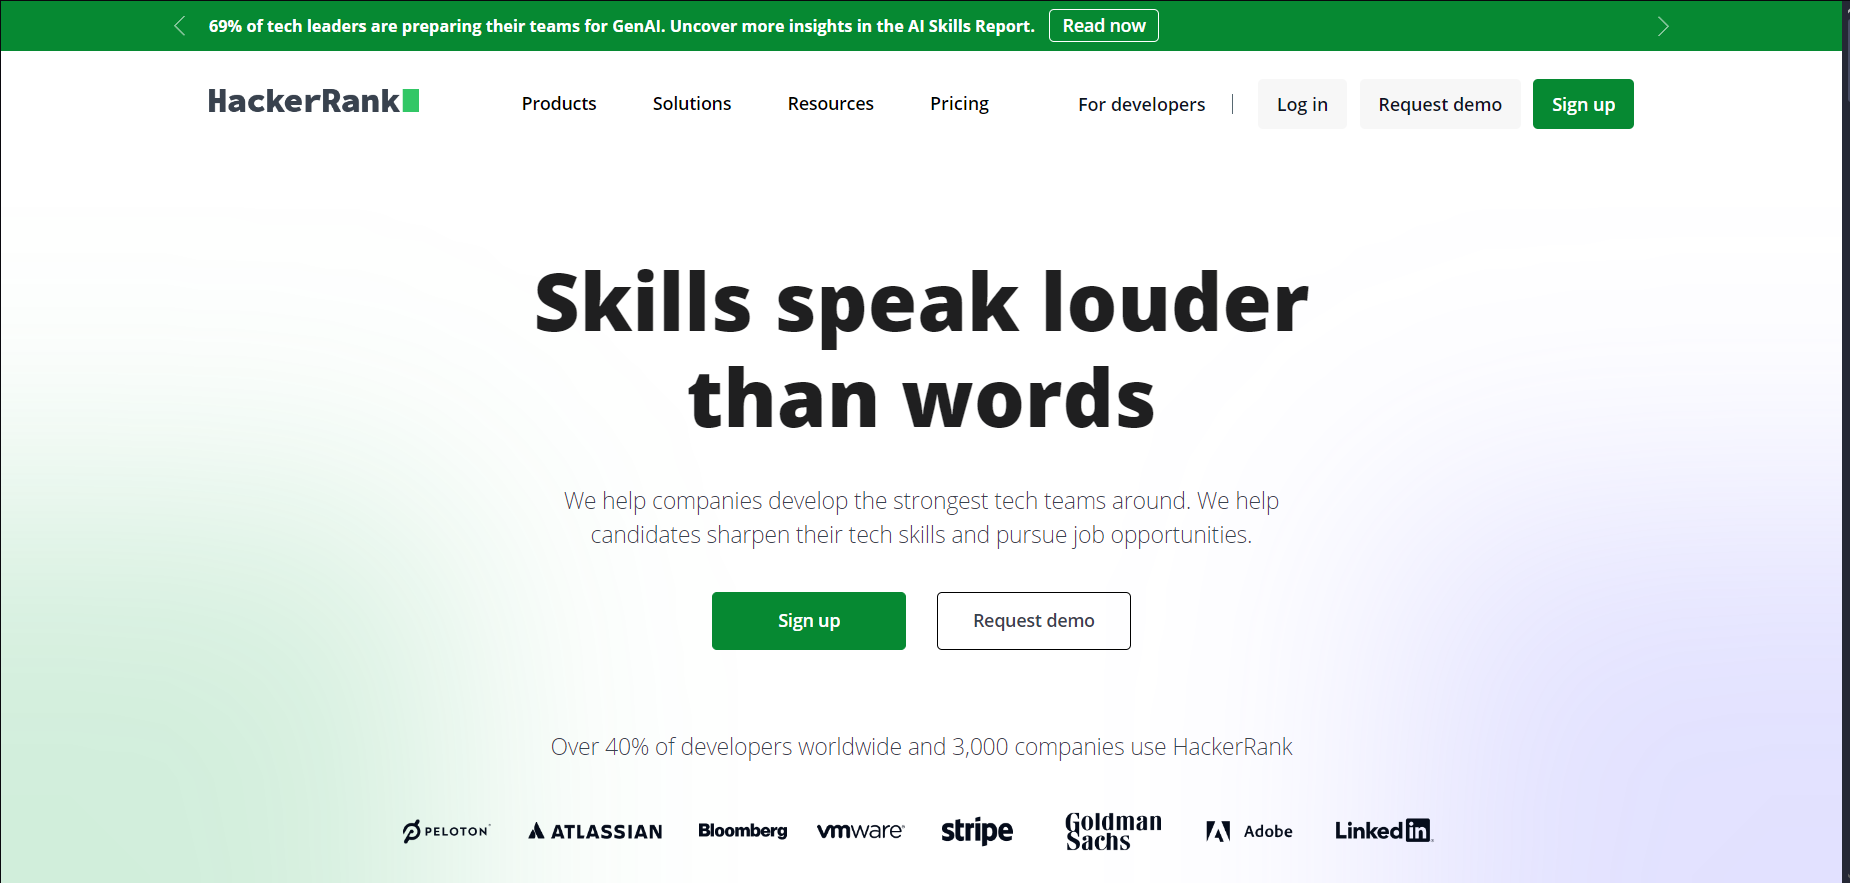 69% of tech leaders are preparing their teams for GenAI. Uncover more insights in the AI Skills Report. Read now
HackerRank Products Solutions Resources Pricing For developers Log in Request demo Sign up
Skills speak louder
than words
We help companies develop the strongest tech teams around. We help
candidates sharpen their tech skills and pursue job opportunities.
Sign up Request demo
Over 40% of developers worldwide and 3,000 companies use HackerRank
PELOTON ATLASSIAN Bloomberg vmware® stripe Goldman Sachs Adobe LinkedIn